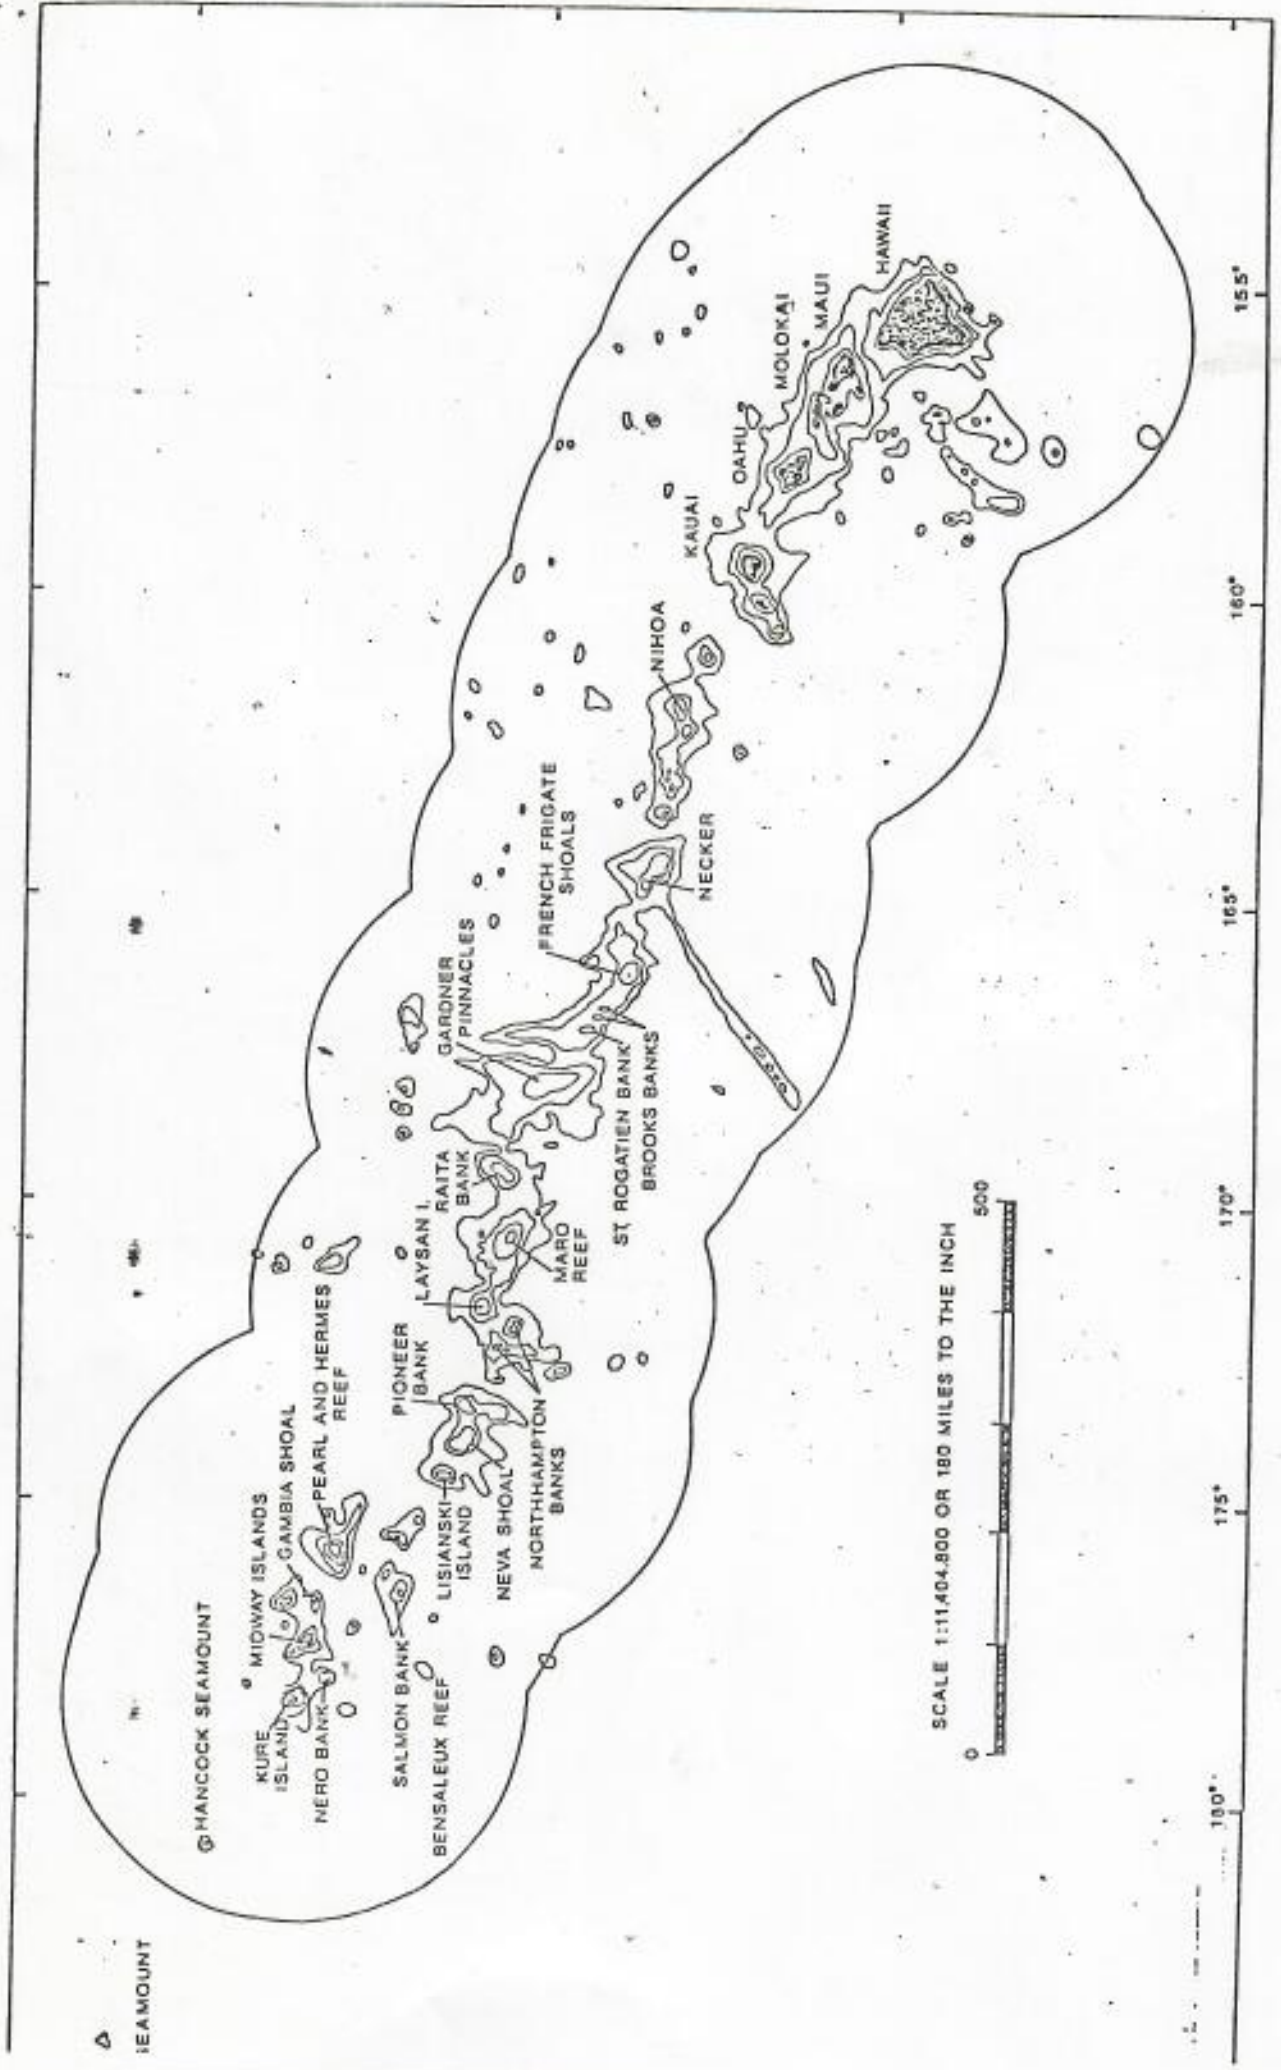 EAMOUNT
HANCOCK SEAMOUNT
KURE
ISLAND
MIDWAY ISLANDS
GAMBIA SHOAL
NERO BANK
PEARL AND HERMES
REEF
SALMON BANK
BENSALEUX REEF
LISIANSKI
ISLAND
PIONEER
BANK
NEVA SHOAL
NORTHHAMPTON
BANKS
LAYSAN I.
RAITA
BANK
MARO
REEF
GARDNER
PINNACLES
ST. ROGATIEN BANK
BROOKS BANKS
FRENCH FRIGATE
SHOALS
NECKER
NIHOA
KAUAI
OAHU
MOLOKAI
MAUI
HAWAII
SCALE 1:11,404,800 OR 180 MILES TO THE INCH
0
500
180°
175°
170°
165°
160°
155°